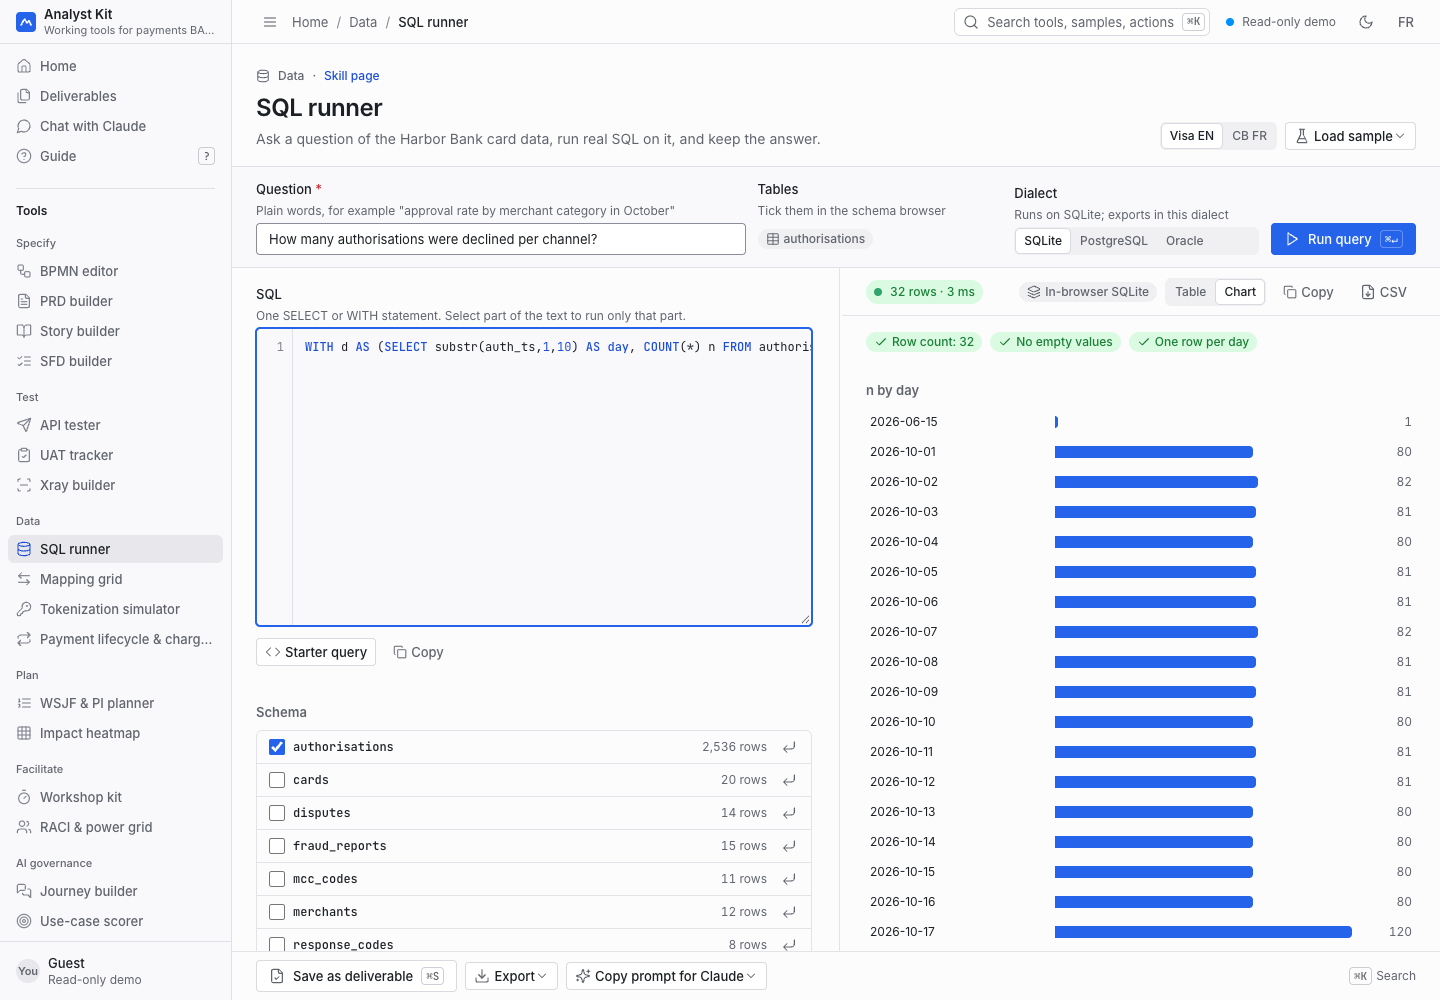 Analyst Kit
Working tools for payments BA...
Home
Deliverables
Chat with Claude
Guide ?
Tools
Specify
BPMN editor
PRD builder
Story builder
SFD builder
Test
API tester
UAT tracker
Xray builder
Data
SQL runner
Mapping grid
Tokenization simulator
Payment lifecycle & charg...
Plan
WSJF & PI planner
Impact heatmap
Facilitate
Workshop kit
RACI & power grid
AI governance
Journey builder
Use-case scorer
You
Guest
Read-only demo
Home / Data / SQL runner
Search tools, samples, actions ⌘K
Read-only demo
FR
Data · Skill page
SQL runner
Ask a question of the Harbor Bank card data, run real SQL on it, and keep the answer.
Visa EN CB FR
Load sample
Question *
Plain words, for example "approval rate by merchant category in October"
How many authorisations were declined per channel?
Tables
Tick them in the schema browser
authorisations
Dialect
Runs on SQLite; exports in this dialect
SQLite PostgreSQL Oracle
Run query ⌘↵
SQL
One SELECT or WITH statement. Select part of the text to run only that part.
1 WITH d AS (SELECT substr(auth_ts,1,10) AS day, COUNT(*) n FROM authoris
Starter query
Copy
Schema
authorisations 2,536 rows
cards 20 rows
disputes 14 rows
fraud_reports 15 rows
mcc_codes 11 rows
merchants 12 rows
response_codes 8 rows
32 rows · 3 ms
In-browser SQLite
Table Chart
Copy
CSV
Row count: 32
No empty values
One row per day
n by day
2026-06-15 1
2026-10-01 80
2026-10-02 82
2026-10-03 81
2026-10-04 80
2026-10-05 81
2026-10-06 81
2026-10-07 82
2026-10-08 81
2026-10-09 81
2026-10-10 80
2026-10-11 81
2026-10-12 81
2026-10-13 80
2026-10-14 80
2026-10-15 80
2026-10-16 80
2026-10-17 120
Save as deliverable ⌘S
Export
Copy prompt for Claude
⌘K Search